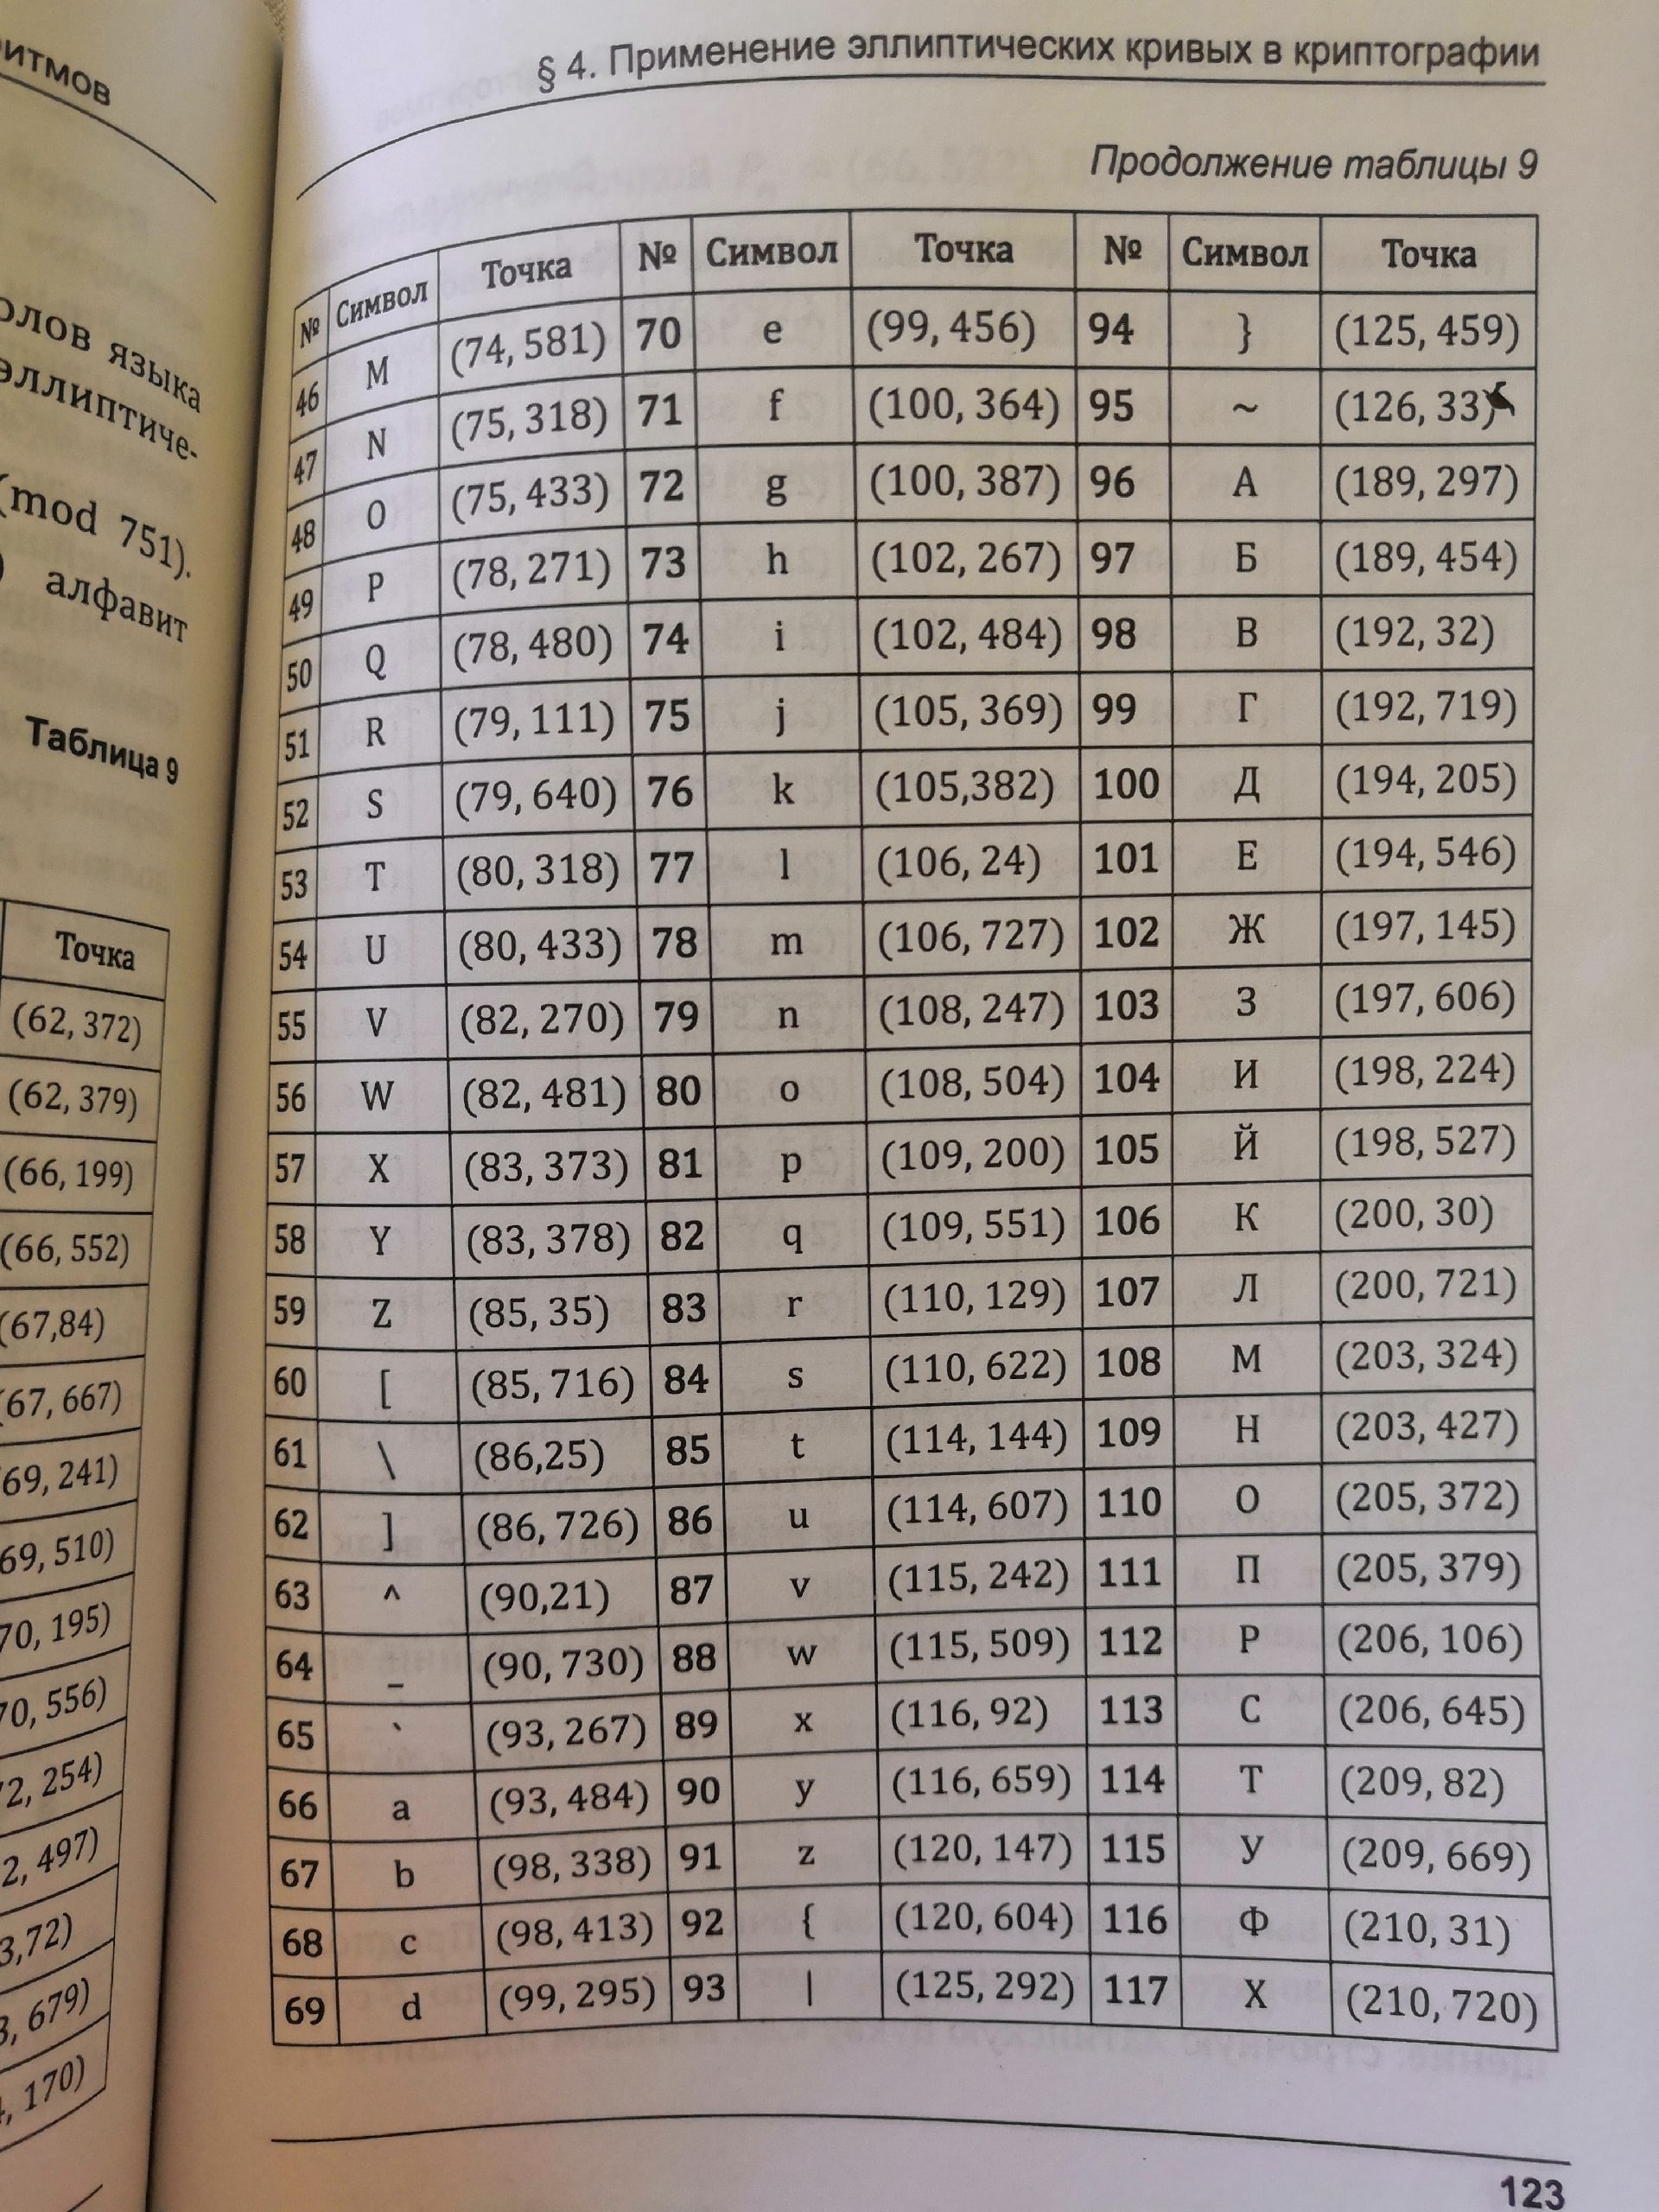 ритмов
олов языка
эллиптиче-
(mod 751).
) алфавит
Таблица 9
Точка
(62, 372)
(62, 379)
(66, 199)
(66, 552)
(67,84)
(67, 667)
69, 241)
69, 510)
70, 195)
70, 556)
2, 254)
2, 497)
3,72)
3, 679)
, 170)
§ 4. Применение эллиптических кривых в криптографии
Продолжение таблицы 9
№ Символ Точка № Символ Точка № Символ Точка
46 M (74, 581) 70 e (99, 456) 94 } (125, 459)
47 N (75, 318) 71 f (100, 364) 95 ~ (126, 33)
48 O (75, 433) 72 g (100, 387) 96 А (189, 297)
49 P (78, 271) 73 h (102, 267) 97 Б (189, 454)
50 Q (78, 480) 74 i (102, 484) 98 В (192, 32)
51 R (79, 111) 75 j (105, 369) 99 Г (192, 719)
52 S (79, 640) 76 k (105,382) 100 Д (194, 205)
53 T (80, 318) 77 l (106, 24) 101 Е (194, 546)
54 U (80, 433) 78 m (106, 727) 102 Ж (197, 145)
55 V (82, 270) 79 n (108, 247) 103 З (197, 606)
56 W (82, 481) 80 o (108, 504) 104 И (198, 224)
57 X (83, 373) 81 p (109, 200) 105 Й (198, 527)
58 Y (83, 378) 82 q (109, 551) 106 К (200, 30)
59 Z (85, 35) 83 r (110, 129) 107 Л (200, 721)
60 [ (85, 716) 84 s (110, 622) 108 М (203, 324)
61 \ (86,25) 85 t (114, 144) 109 Н (203, 427)
62 ] (86, 726) 86 u (114, 607) 110 О (205, 372)
63 ^ (90,21) 87 v (115, 242) 111 П (205, 379)
64 _ (90, 730) 88 w (115, 509) 112 Р (206, 106)
65 ` (93, 267) 89 x (116, 92) 113 С (206, 645)
66 a (93, 484) 90 y (116, 659) 114 Т (209, 82)
67 b (98, 338) 91 z (120, 147) 115 У (209, 669)
68 c (98, 413) 92 { (120, 604) 116 Ф (210, 31)
69 d (99, 295) 93 | (125, 292) 117 Х (210, 720)
123